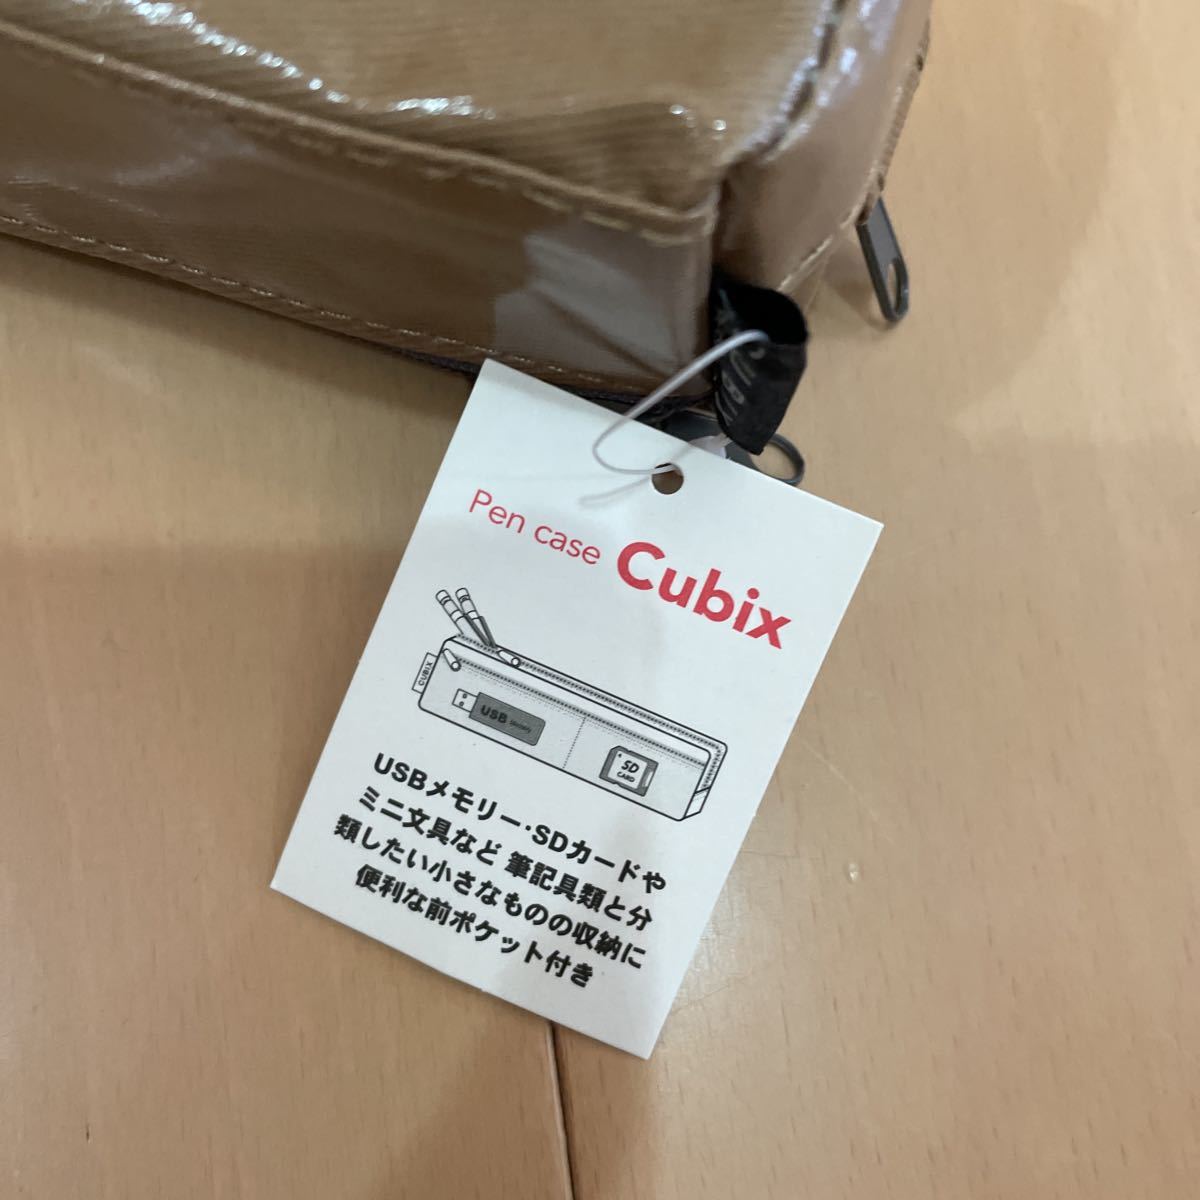 Pen case Cubix
CUBIX
USB Memory
SD
CARD
USBメモリー・SDカードや
ミニ文具など 筆記具類と分
類したい小さなものの収納に
便利な前ポケット付き